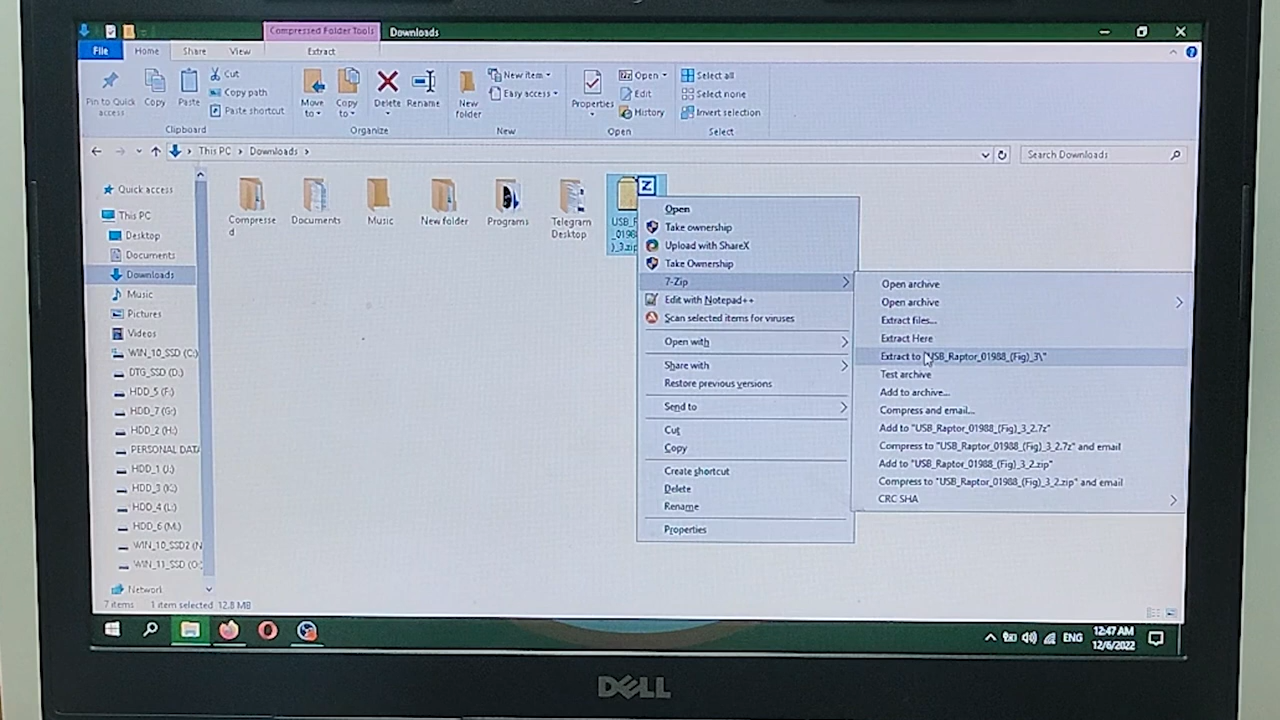 Compressed Folder Tools
Downloads
File
Home
Share
View
Extract
Pin to Quick
access
Copy
Paste
Cut
Copy path
Paste shortcut
Clipboard
Move
to
Copy
to
Delete
Rename
Organize
New
folder
New item
Easy access
New
Properties
Open
Edit
History
Open
Select all
Select none
Invert selection
Select
This PC
Downloads
Search Downloads
Quick access
This PC
Desktop
Documents
Downloads
Music
Pictures
Videos
WIN_10_SSD (C:)
DTG_SSD (D:)
HDD_5 (F:)
HDD_7 (G:)
HDD_2 (H:)
PERSONAL DATA
HDD_1 (I:)
HDD_3 (K:)
HDD_4 (L:)
HDD_6 (M:)
WIN_10_SSD2 (N
WIN_11_SSD (O:
Network
Compresse
d
Documents
Music
New folder
Programs
Telegram
Desktop
Z
)_3.zip
Open
Take ownership
Upload with ShareX
Take Ownership
7-Zip
Edit with Notepad++
Scan selected items for viruses
Open with
Share with
Restore previous versions
Send to
Cut
Copy
Create shortcut
Delete
Rename
Properties
Open archive
Open archive
Extract files...
Extract Here
Extract to "USB_Raptor_01988_(Fig)_3\"
Test archive
Add to archive...
Compress and email...
Add to "USB_Raptor_01988_(Fig)_3_2.7z"
Compress to "USB_Raptor_01988_(Fig)_3_2.7z" and email
Add to "USB_Raptor_01988_(Fig)_3_2.zip"
Compress to "USB_Raptor_01988_(Fig)_3_2.zip" and email
CRC SHA
7 items
1 item selected 12.8 MB
ENG
12:47 AM
12/6/2022
DELL